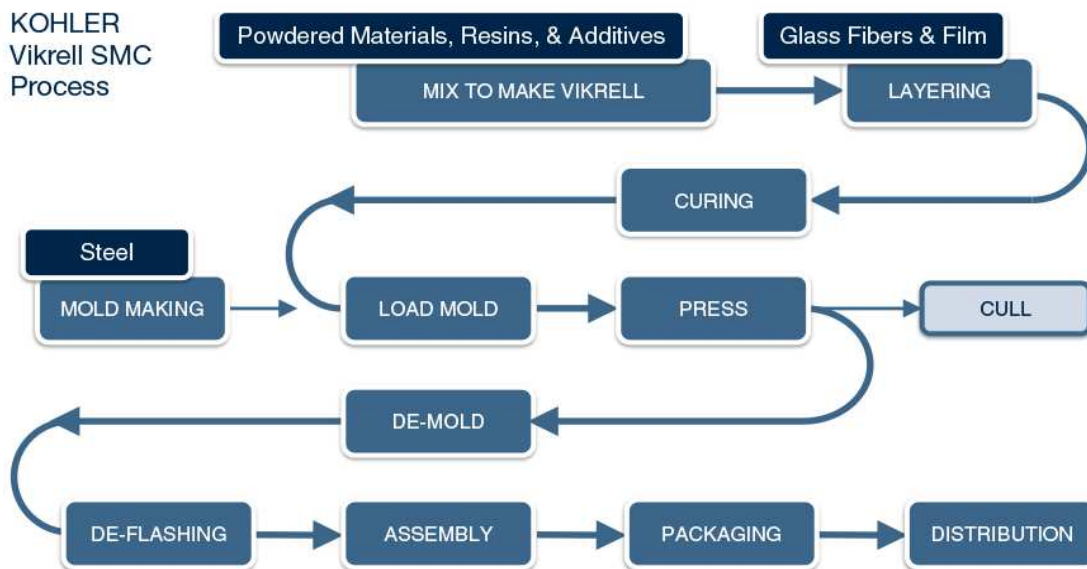 KOHLER
Vikrell SMC
Process
Powdered Materials, Resins, & Additives
Glass Fibers & Film
MIX TO MAKE VIKRELL
LAYERING
CURING
Steel
MOLD MAKING
LOAD MOLD
PRESS
CULL
DE-MOLD
DE-FLASHING
ASSEMBLY
PACKAGING
DISTRIBUTION